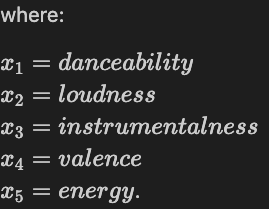 where:
x₁ = danceability
x₂ = loudness
x₃ = instrumentalness
x₄ = valence
x₅ = energy.